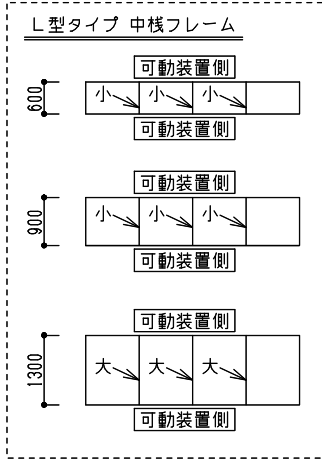 L型タイプ 中桟フレーム
可動装置側
600
小 小 小
可動装置側
可動装置側
900
小 小 小
可動装置側
可動装置側
1300
大 大 大
可動装置側